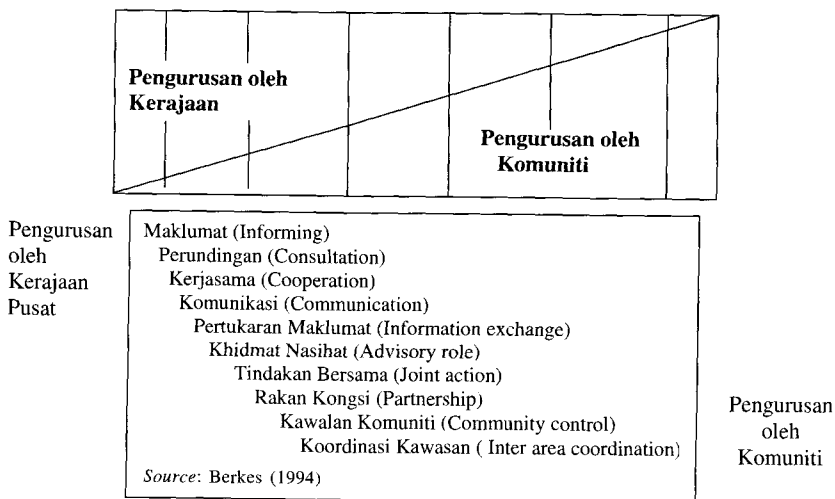 Pengurusan oleh
Kerajaan
Pengurusan oleh
Komuniti
Pengurusan
oleh
Kerajaan
Pusat
Maklumat (Informing)
Perundingan (Consultation)
Kerjasama (Cooperation)
Komunikasi (Communication)
Pertukaran Maklumat (Information exchange)
Khidmat Nasihat (Advisory role)
Tindakan Bersama (Joint action)
Rakan Kongsi (Partnership)
Kawalan Komuniti (Community control)
Koordinasi Kawasan ( Inter area coordination)
Source: Berkes (1994)
Pengurusan
oleh
Komuniti